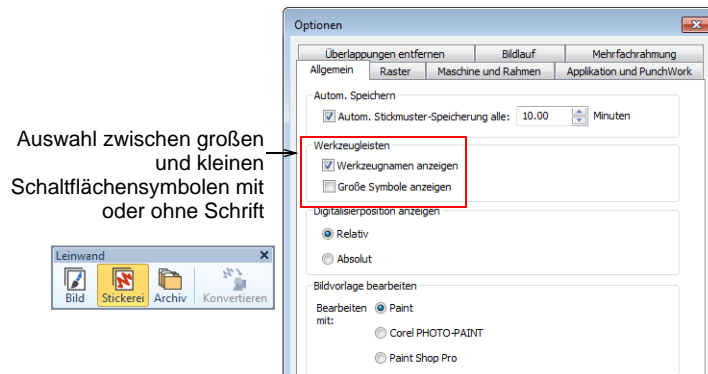 Optionen
Überlappungen entfernen Bildlauf Mehrfachrahmung
Allgemein Raster Maschine und Rahmen Applikation und PunchWork
Autom. Speichern
Autom. Stickmuster-Speicherung alle: 10.00 Minuten
Werkzeugleisten
Werkzeugnamen anzeigen
Große Symbole anzeigen
Digitalisierposition anzeigen
Relativ
Absolut
Bildvorlage bearbeiten
Bearbeiten mit:
Paint
Corel PHOTO-PAINT
Paint Shop Pro
Auswahl zwischen großen
und kleinen
Schaltflächensymbolen mit
oder ohne Schrift
Leinwand
Bild Stickerei Archiv Konvertieren